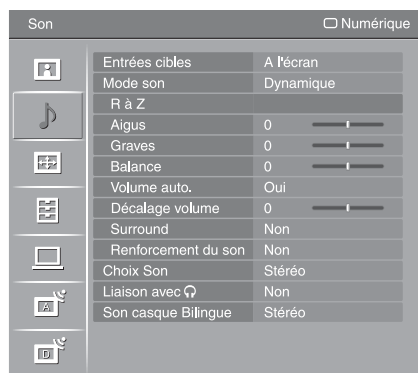 Son Numérique
Entrées cibles A l'écran
Mode son Dynamique
R à Z
Aigus 0
Graves 0
Balance 0
Volume auto. Oui
Décalage volume 0
Surround Non
Renforcement du son Non
Choix Son Stéréo
Liaison avec Non
Son casque Bilingue Stéréo
A
D